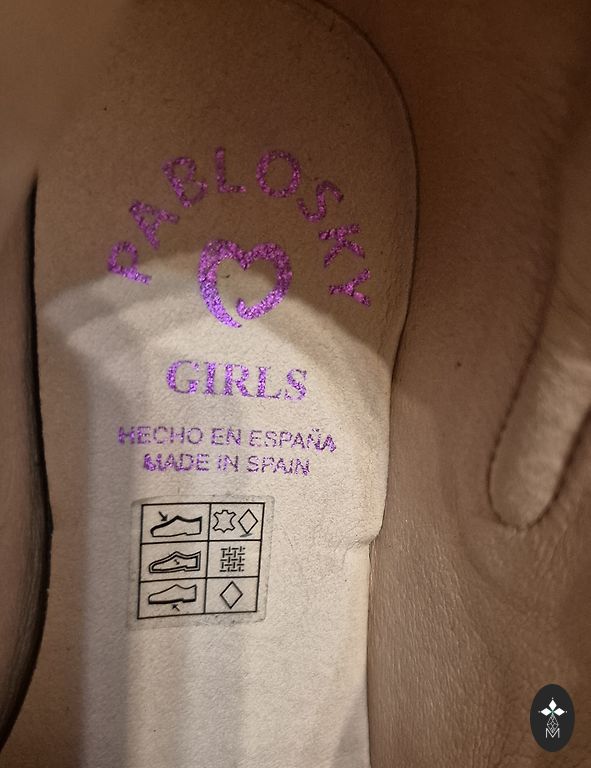 PABLOSKY
GIRLS
HECHO EN ESPAÑA
MADE IN SPAIN
M